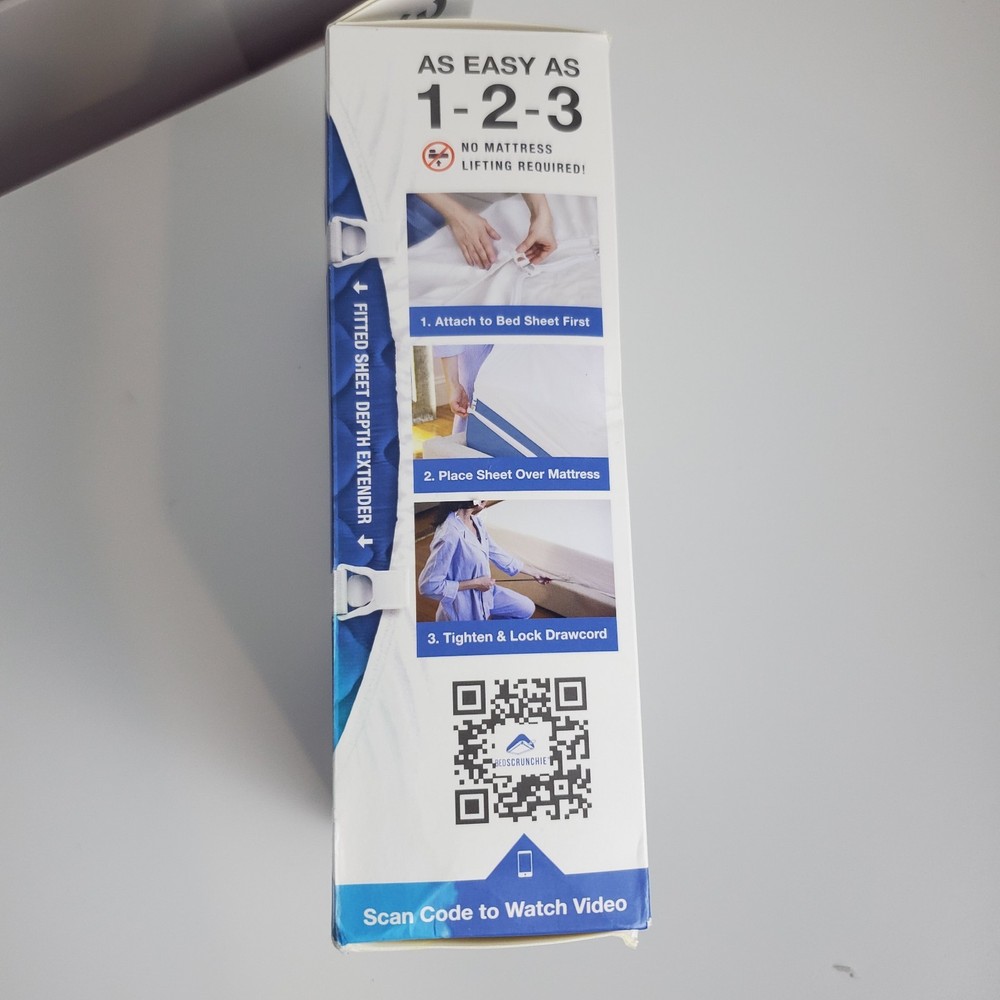 AS EASY AS
1-2-3
NO MATTRESS
LIFTING REQUIRED!
FITTED SHEET DEPTH EXTENDER
1. Attach to Bed Sheet First
2. Place Sheet Over Mattress
3. Tighten & Lock Drawcord
BEDSCRUNCHIE
Scan Code to Watch Video